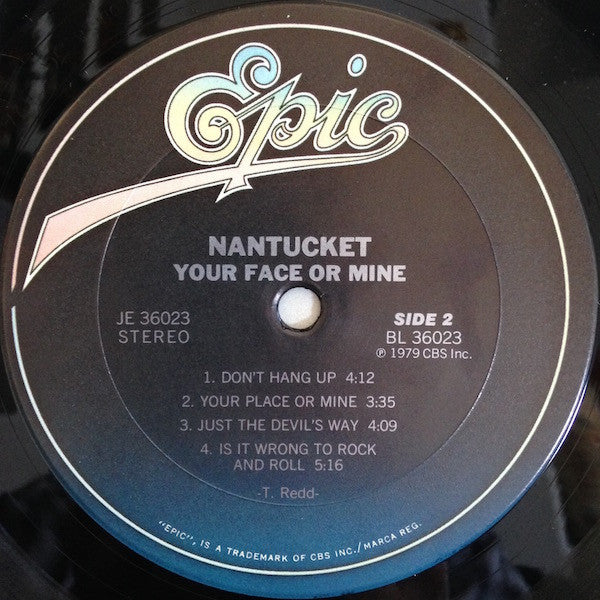 Epic
NANTUCKET
YOUR FACE OR MINE
JE 36023
STEREO
SIDE 2
BL 36023
℗ 1979 CBS Inc.
1. DON'T HANG UP 4:12
2. YOUR PLACE OR MINE 3:35
3. JUST THE DEVIL'S WAY 4:09
4. IS IT WRONG TO ROCK
AND ROLL 5:16
-T. Redd-
"EPIC", IS A TRADEMARK OF CBS INC./MARCA REG.